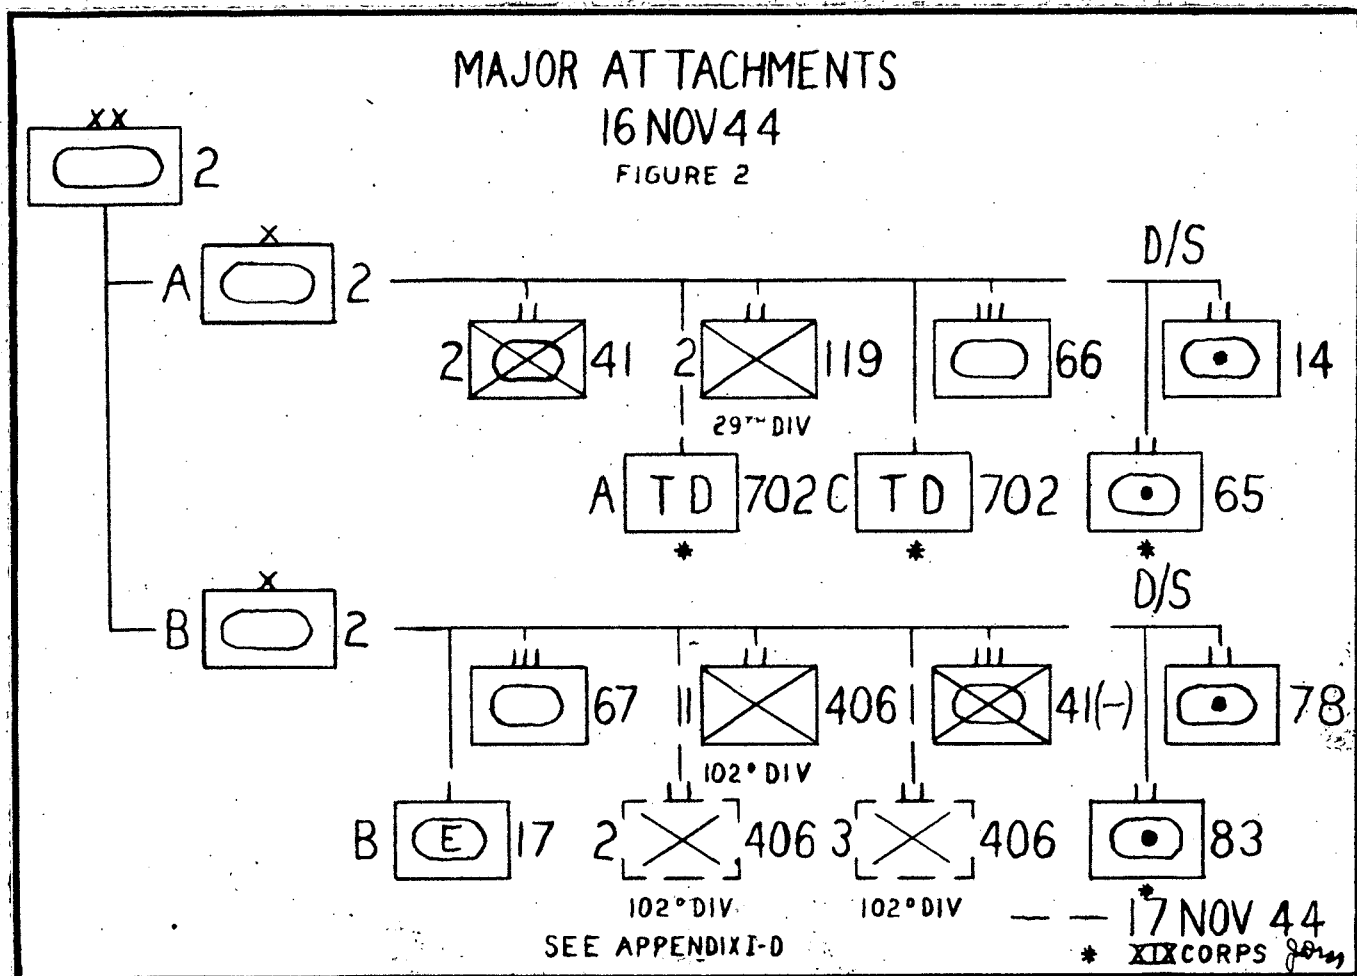 MAJOR ATTACHMENTS
16 NOV 44
FIGURE 2
XX
2
D/S
X
A 2
2 41
2 119
66
14
29TH DIV
A TD 702
C TD 702
65
* * *
D/S
X
B 2
67
406
41(-)
78
102° DIV
B E 17
2 406
3 406
83
102° DIV
102° DIV
*
— — 17 NOV 44
SEE APPENDIX I-D
* XIX CORPS